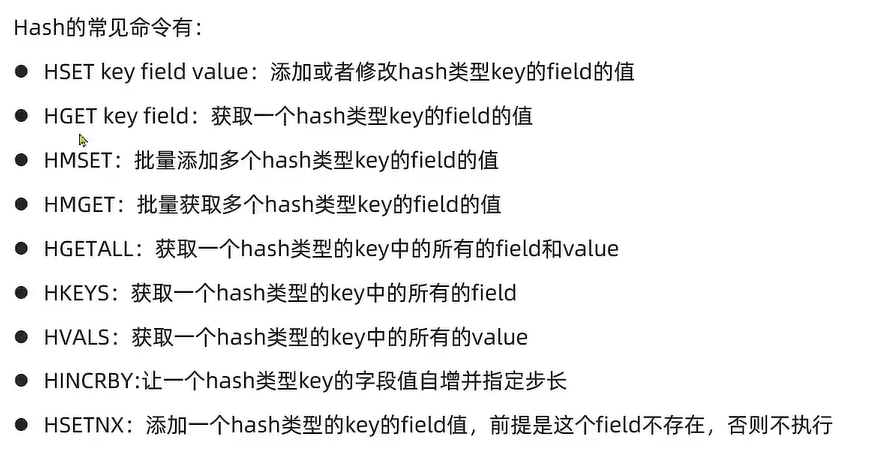 Hash的常见命令有：
● HSET key field value：添加或者修改hash类型key的field的值
● HGET key field：获取一个hash类型key的field的值
● HMSET：批量添加多个hash类型key的field的值
● HMGET：批量获取多个hash类型key的field的值
● HGETALL：获取一个hash类型的key中的所有的field和value
● HKEYS：获取一个hash类型的key中的所有的field
● HVALS：获取一个hash类型的key中的所有的value
● HINCRBY:让一个hash类型key的字段值自增并指定步长
● HSETNX：添加一个hash类型的key的field值，前提是这个field不存在，否则不执行